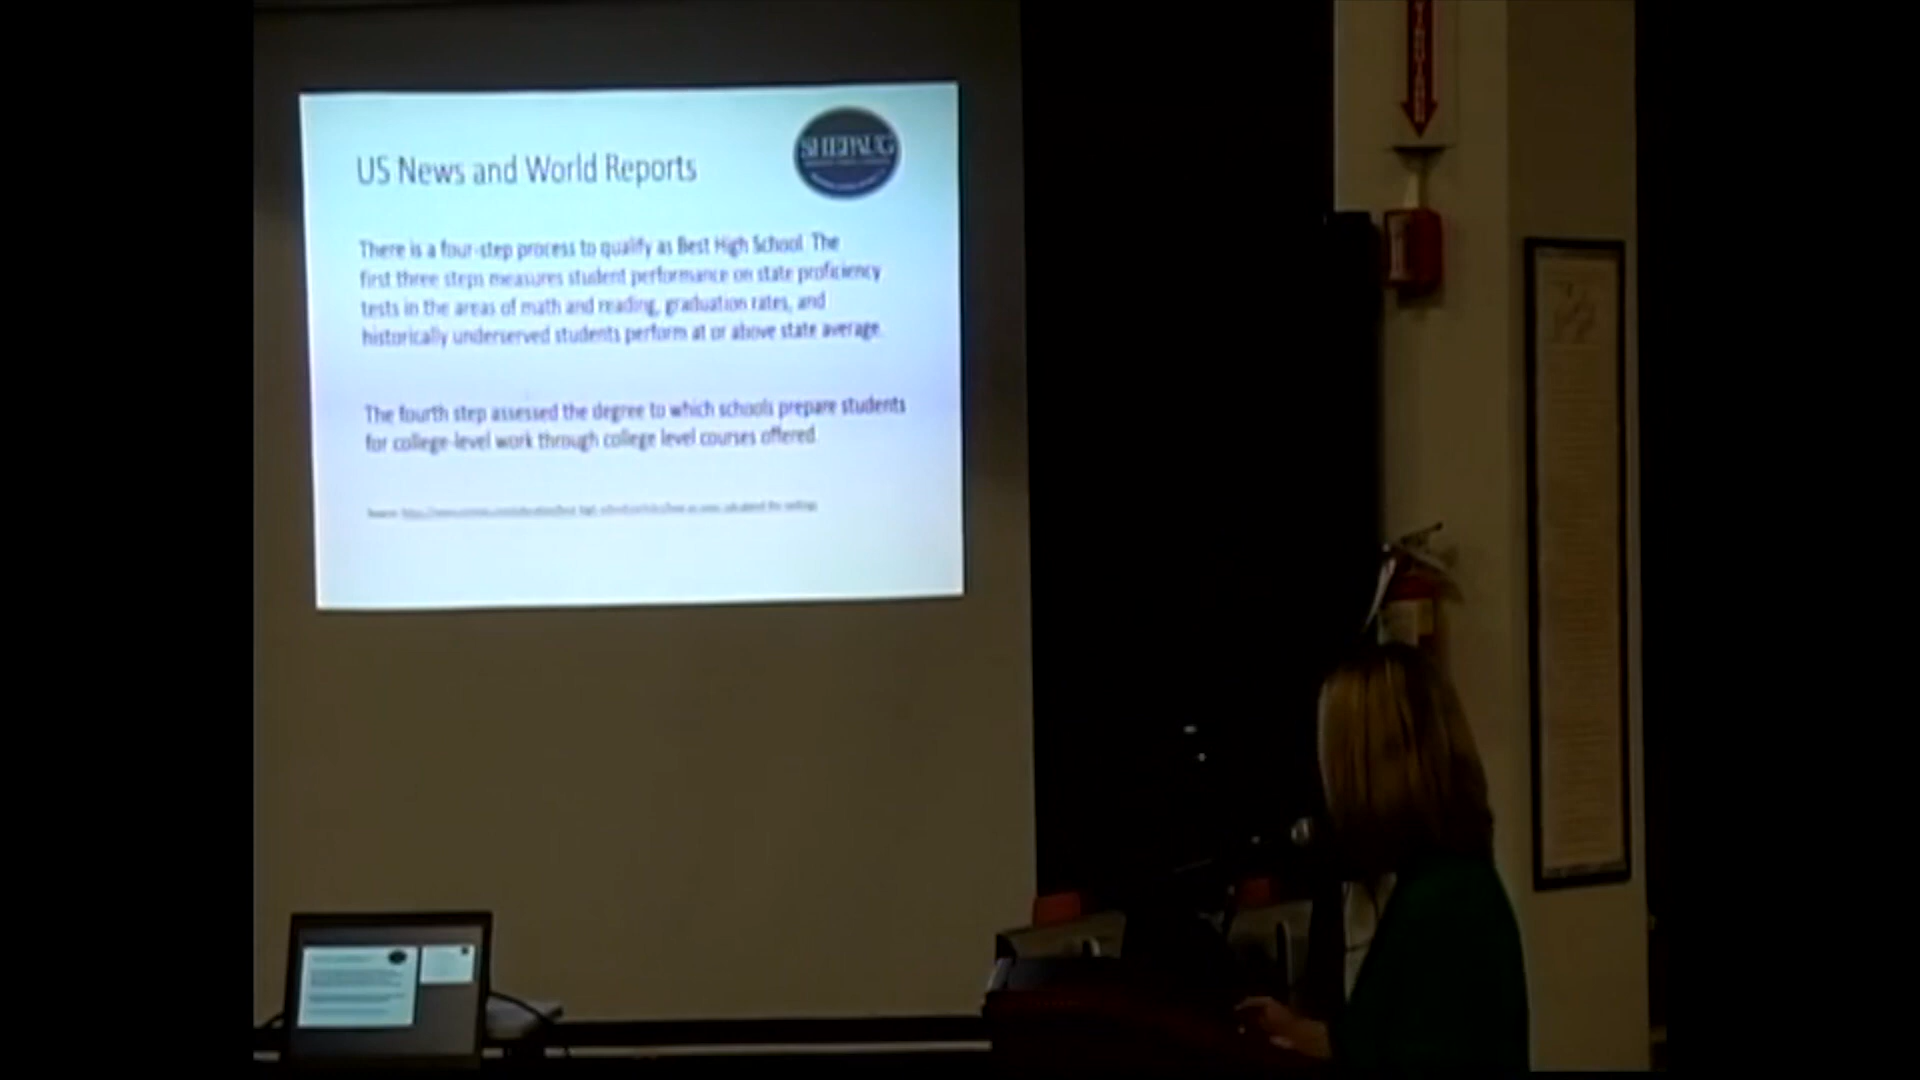 SHEPAUG
US News and World Reports
There is a four-step process to qualify as Best High School. The
first three steps measures student performance on state proficiency
tests in the areas of math and reading, graduation rates, and
historically underserved students perform at or above state average.
The fourth step assessed the degree to which schools prepare students
for college-level work through college level courses offered.